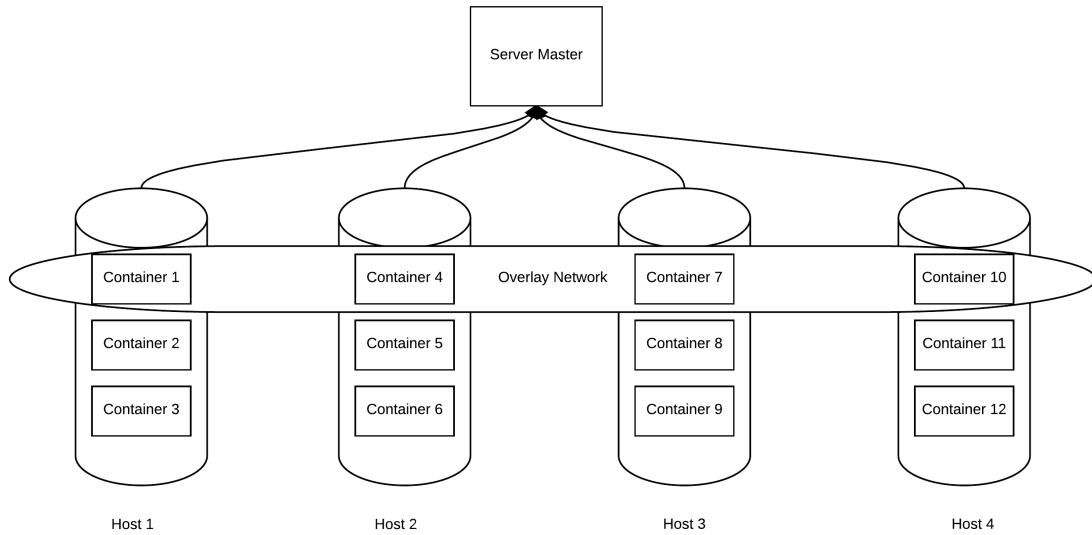 Server Master
Container 1
Container 4
Overlay Network
Container 7
Container 10
Container 2
Container 5
Container 8
Container 11
Container 3
Container 6
Container 9
Container 12
Host 1
Host 2
Host 3
Host 4